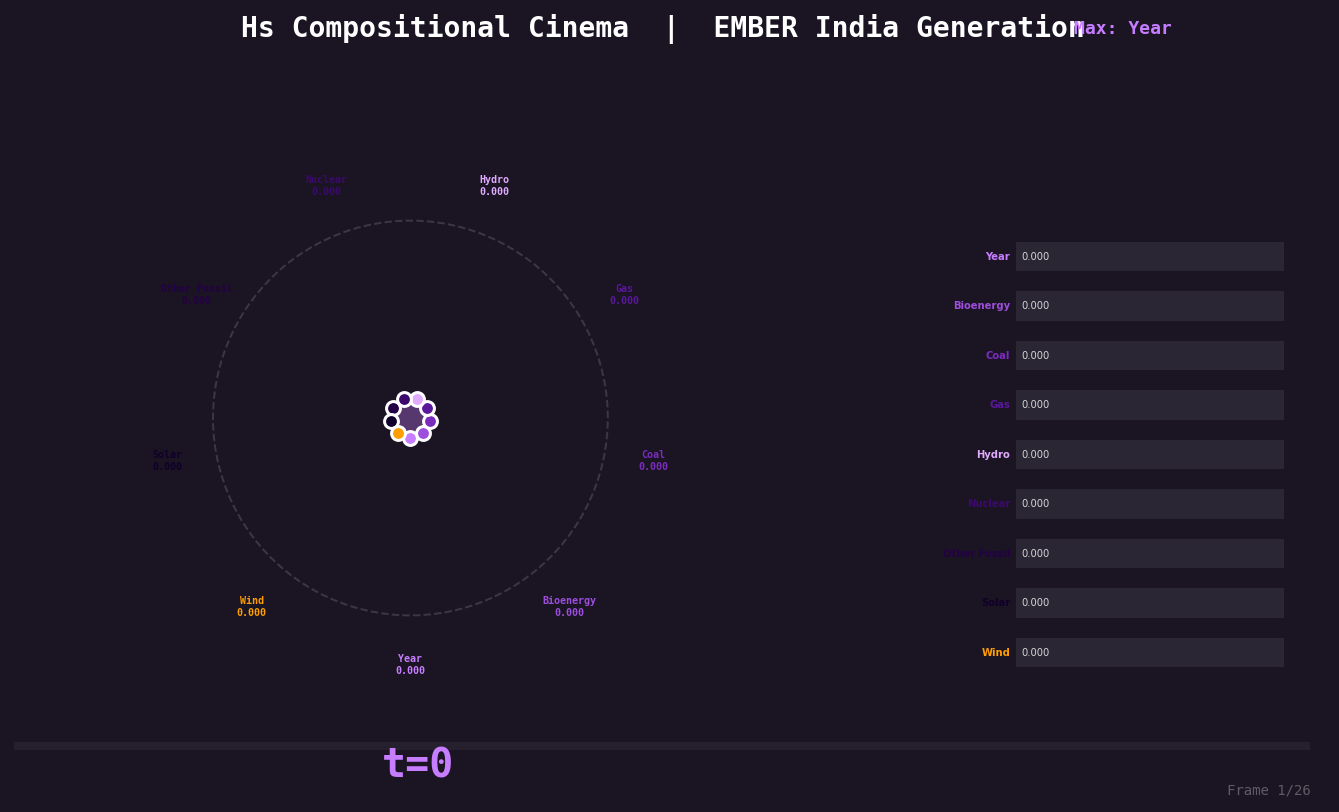 Hs Compositional Cinema | EMBER India Generation
Max: Year
Nuclear
0.000
Hydro
0.000
Other Fossil
0.000
Gas
0.000
Solar
0.000
Coal
0.000
Wind
0.000
Bioenergy
0.000
Year
0.000
Year 0.000
Bioenergy 0.000
Coal 0.000
Gas 0.000
Hydro 0.000
Nuclear 0.000
Other Fossil 0.000
Solar 0.000
Wind 0.000
t=0
Frame 1/26